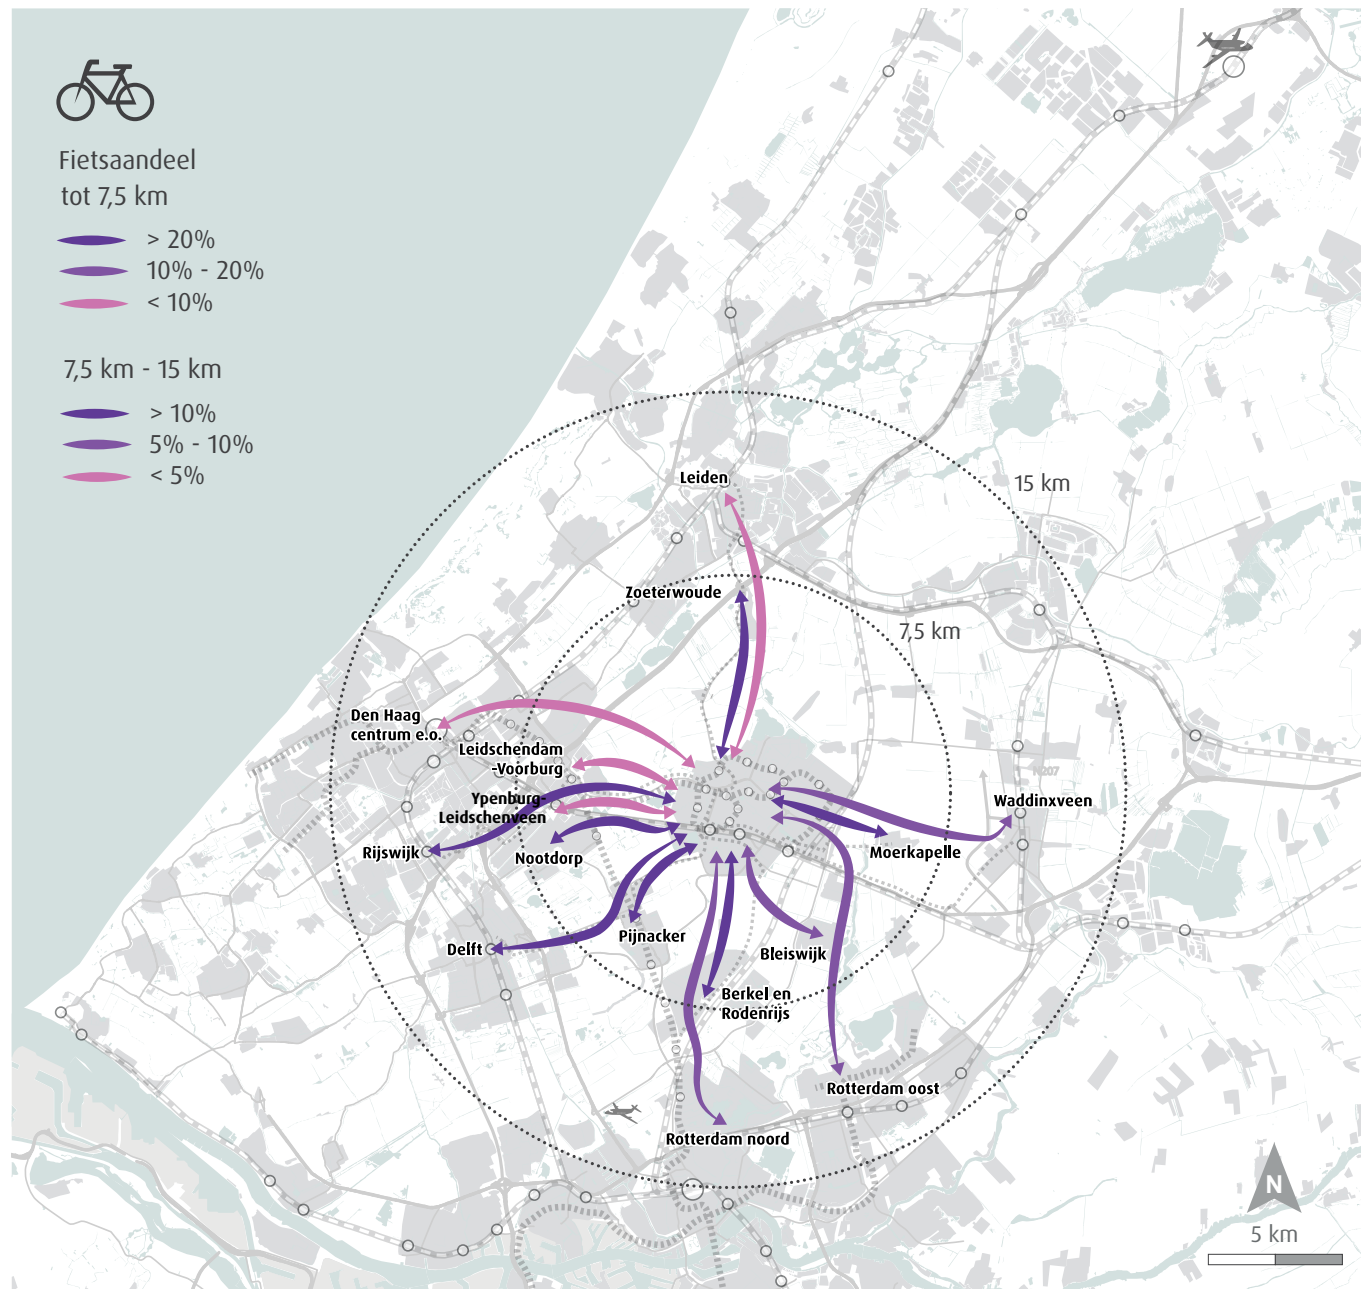 Fietsaandeel
tot 7,5 km
> 20%
10% - 20%
< 10%
7,5 km - 15 km
> 10%
5% - 10%
< 5%
Leiden
15 km
Zoeterwoude
7,5 km
Den Haag
centrum e.o.
Leidschendam
-Voorburg
Ypenburg-
Leidschenveen
N207
Waddinxveen
Rijswijk
Nootdorp
Moerkapelle
Pijnacker
Delft
Bleiswijk
Berkel en
Rodenrijs
Rotterdam oost
Rotterdam noord
N
5 km